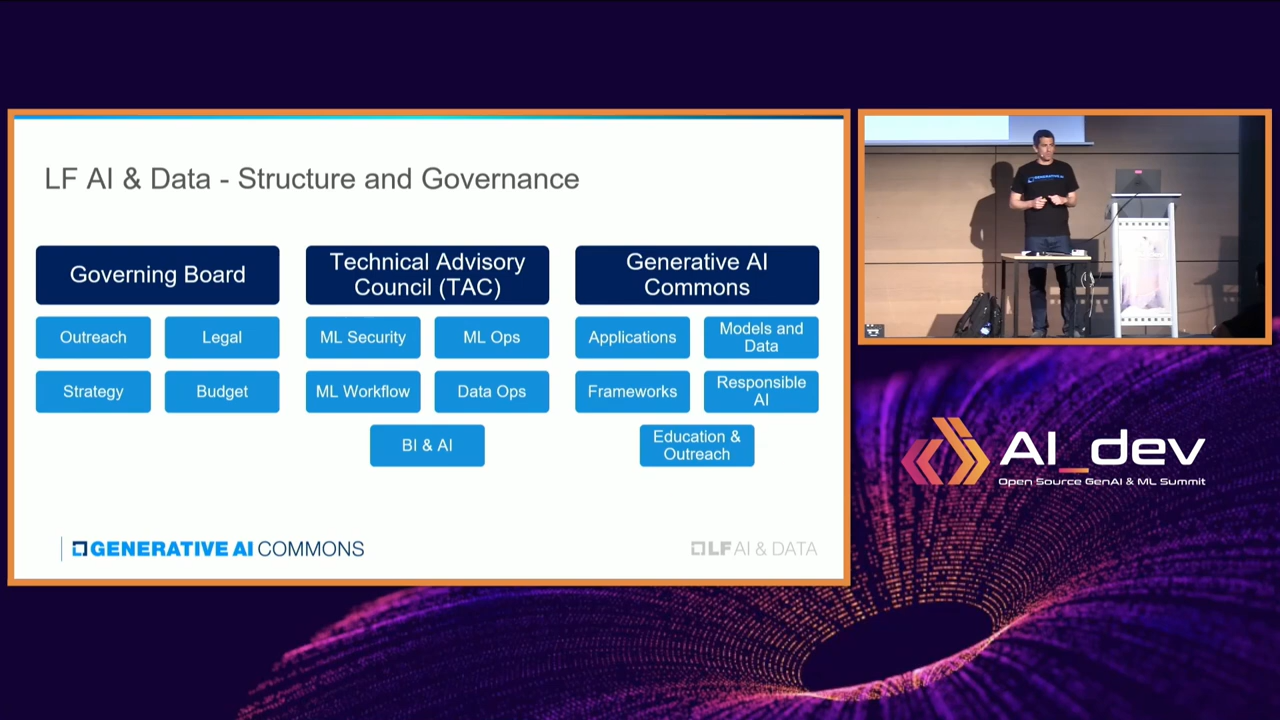 LF AI & Data - Structure and Governance
Governing Board
Outreach
Legal
Strategy
Budget
Technical Advisory
Council (TAC)
ML Security
ML Ops
ML Workflow
Data Ops
BI & AI
Generative AI
Commons
Applications
Models and
Data
Frameworks
Responsible
AI
Education &
Outreach
GENERATIVE AI COMMONS
LF AI & DATA
GENERATIVE AI
AI_dev
Open Source GenAI & ML Summit